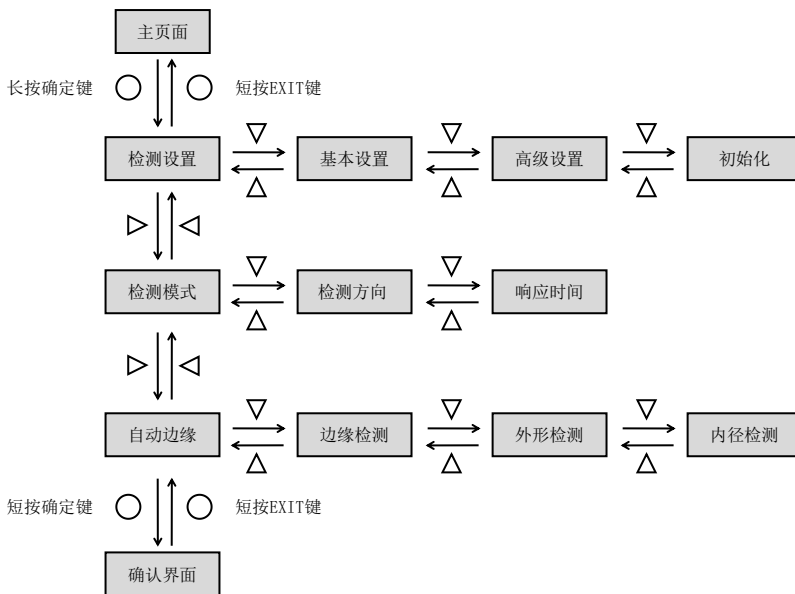 主页面
长按确定键
短按EXIT键
检测设置
基本设置
高级设置
初始化
检测模式
检测方向
响应时间
自动边缘
边缘检测
外形检测
内径检测
短按确定键
短按EXIT键
确认界面